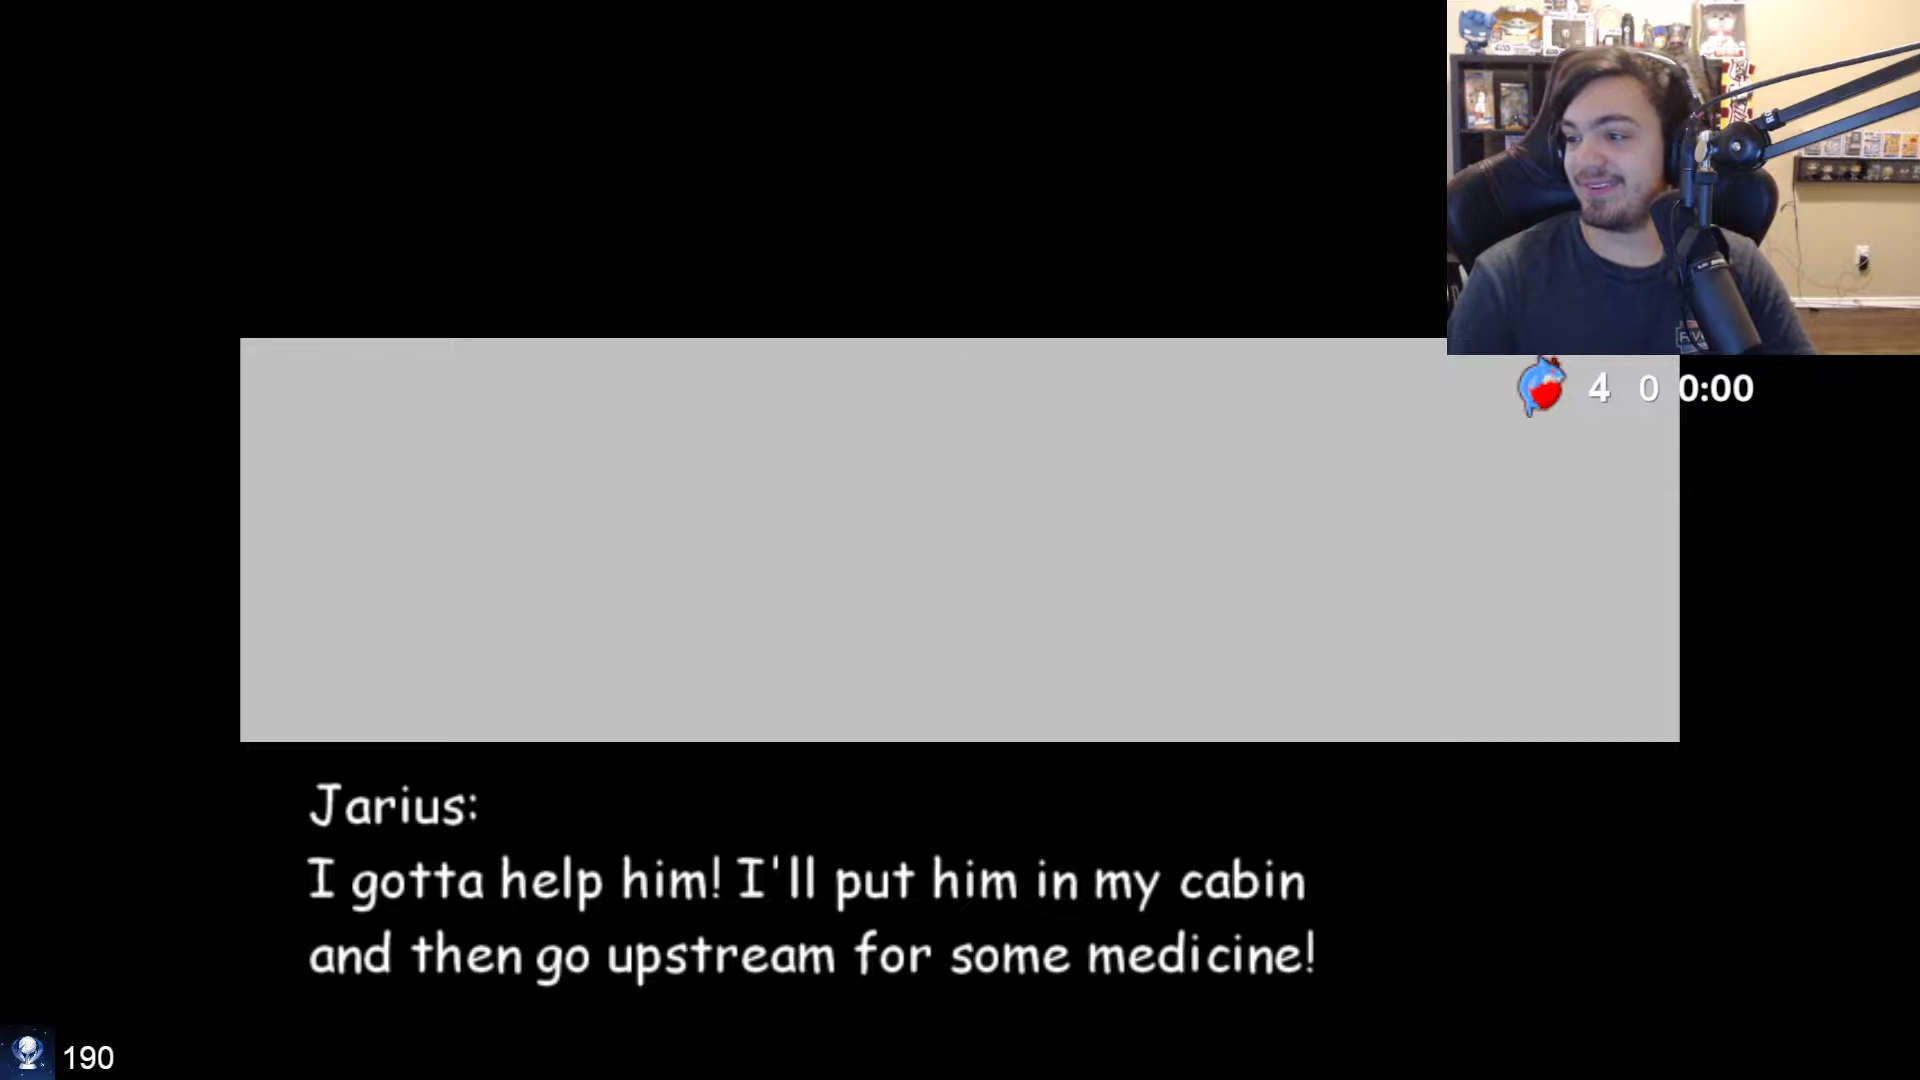 4 0 0:00
Jarius:
I gotta help him! I'll put him in my cabin
and then go upstream for some medicine!
190